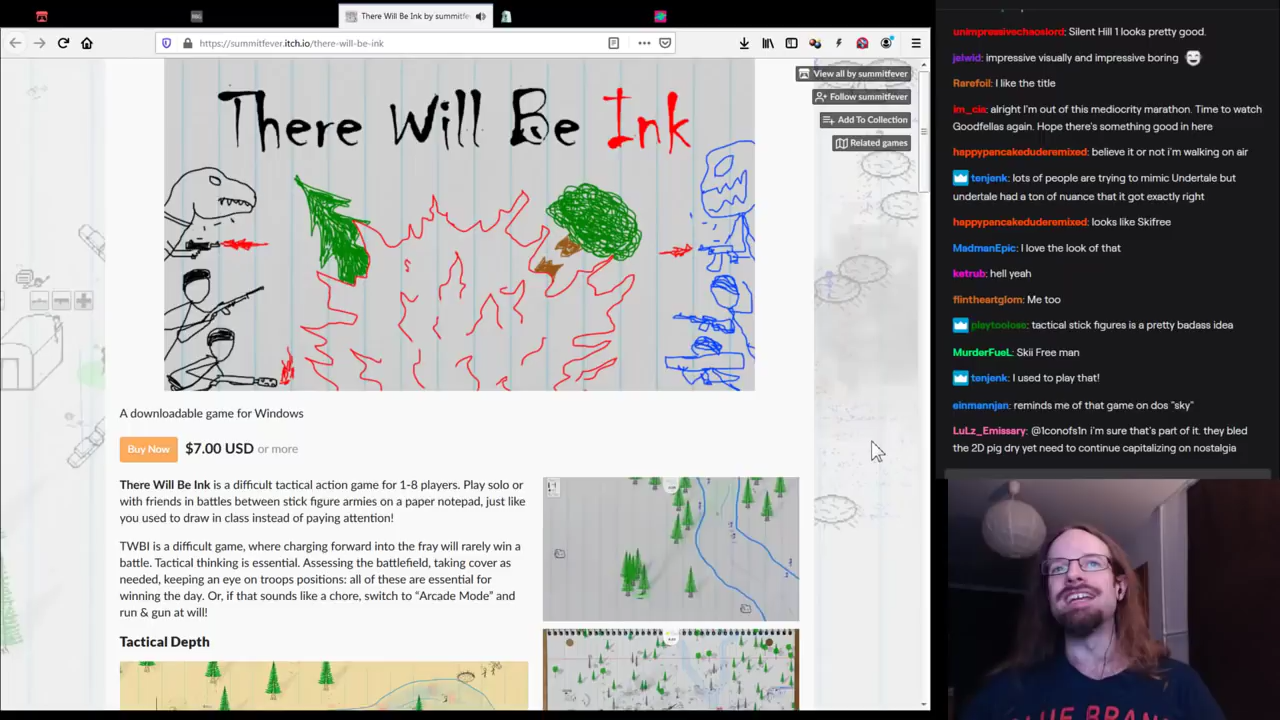 There Will Be Ink by summitfe
https://summitfever.itch.io/there-will-be-ink
There Will Be Ink
View all by summitfever
Follow summitfever
Add To Collection
Related games
A downloadable game for Windows
Buy Now $7.00 USD or more
There Will Be Ink is a difficult tactical action game for 1-8 players. Play solo or
with friends in battles between stick figure armies on a paper notepad, just like
you used to draw in class instead of paying attention!
TWBI is a difficult game, where charging forward into the fray will rarely win a
battle. Tactical thinking is essential. Assessing the battlefield, taking cover as
needed, keeping an eye on troops positions: all of these are essential for
winning the day. Or, if that sounds like a chore, switch to “Arcade Mode” and
run & gun at will!
Tactical Depth
unimpressivechaoslord: Silent Hill 1 looks pretty good.
jalwid: impressive visually and impressive boring
Rarefoil: I like the title
im_cia: alright I'm out of this mediocrity marathon. Time to watch
Goodfellas again. Hope there's something good in here
happypancakeduderemixed: believe it or not i'm walking on air
tenjenk: lots of people are trying to mimic Undertale but
undertale had a ton of nuance that it got exactly right
happypancakeduderemixed: looks like Skifree
MadmanEpic: I love the look of that
ketrub: hell yeah
flintheartglom: Me too
playtooloss: tactical stick figures is a pretty badass idea
MurderFueL: Skii Free man
tenjenk: I used to play that!
einmannjan: reminds me of that game on dos "sky"
LuLz_Emissary: @1conofs1n i'm sure that's part of it. they bled
the 2D pig dry yet need to continue capitalizing on nostalgia
BLUE BRAN